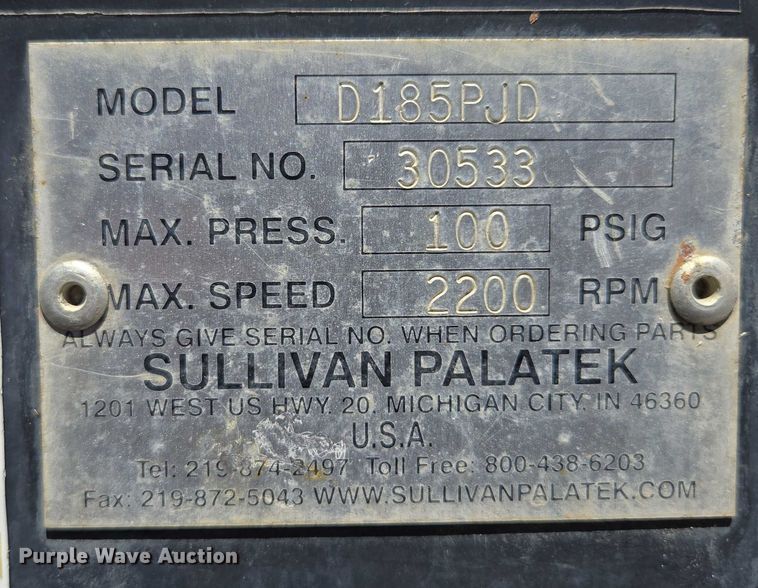 MODEL D185PJD
SERIAL NO. 30533
MAX. PRESS. 100 PSIG
MAX. SPEED 2200 RPM
ALWAYS GIVE SERIAL NO. WHEN ORDERING PARTS
SULLIVAN PALATEK
1201 WEST US HWY. 20. MICHIGAN CITY. IN 46360
U.S.A.
Tel: 219-874-2497 Toll Free: 800-438-6203
Fax: 219-872-5043 WWW.SULLIVANPALATEK.COM
Purple Wave Auction